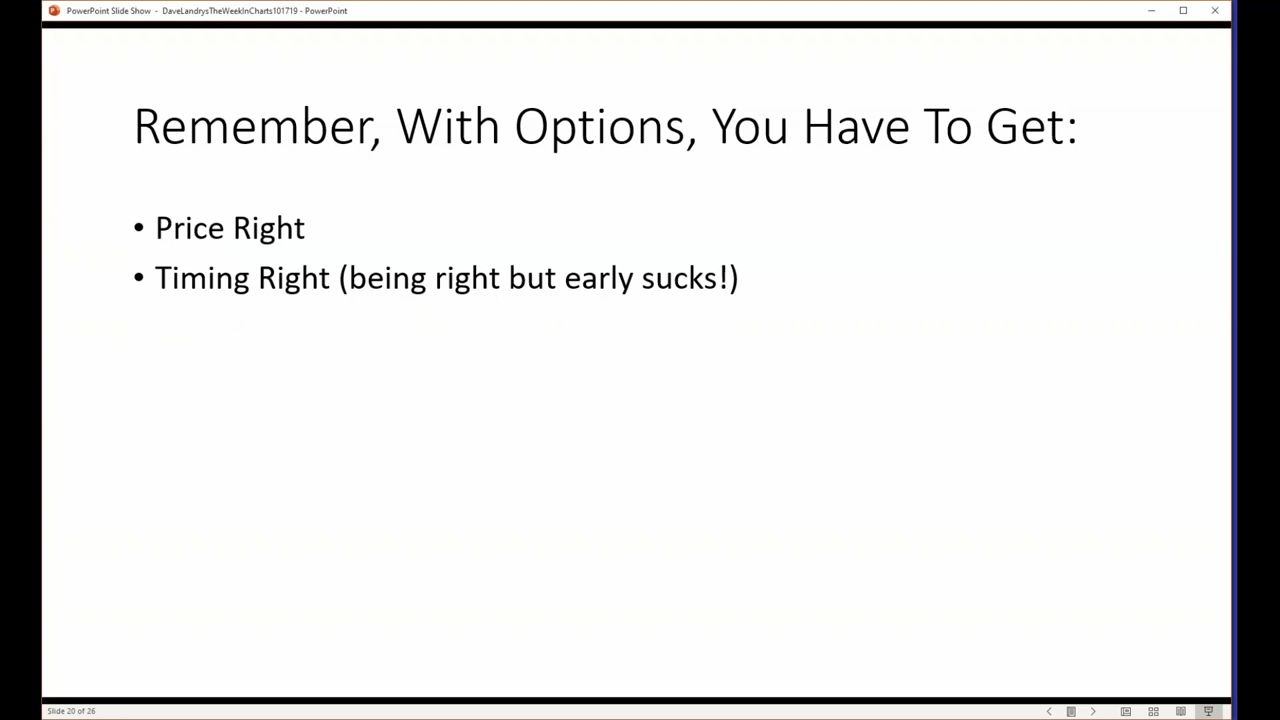 PowerPoint Slide Show - DaveLandrysTheWeekInCharts101719 - PowerPoint
Remember, With Options, You Have To Get:
• Price Right
• Timing Right (being right but early sucks!)
Slide 20 of 26